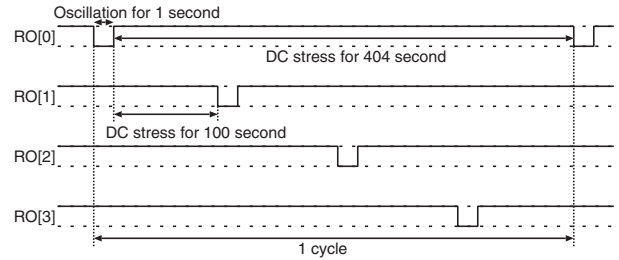 Oscillation for 1 second
RO[0]
DC stress for 404 second
RO[1]
DC stress for 100 second
RO[2]
RO[3]
1 cycle